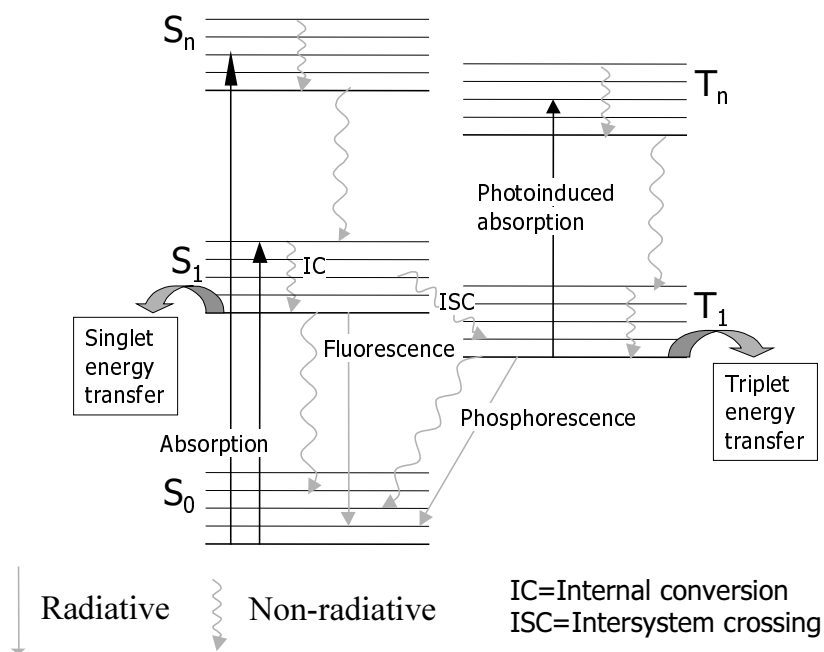 Sn
Tn
Photoinduced
absorption
S1
IC
ISC
T1
Singlet
energy
transfer
Fluorescence
Triplet
energy
transfer
Phosphorescence
Absorption
S0
Radiative
Non-radiative
IC=Internal conversion
ISC=Intersystem crossing